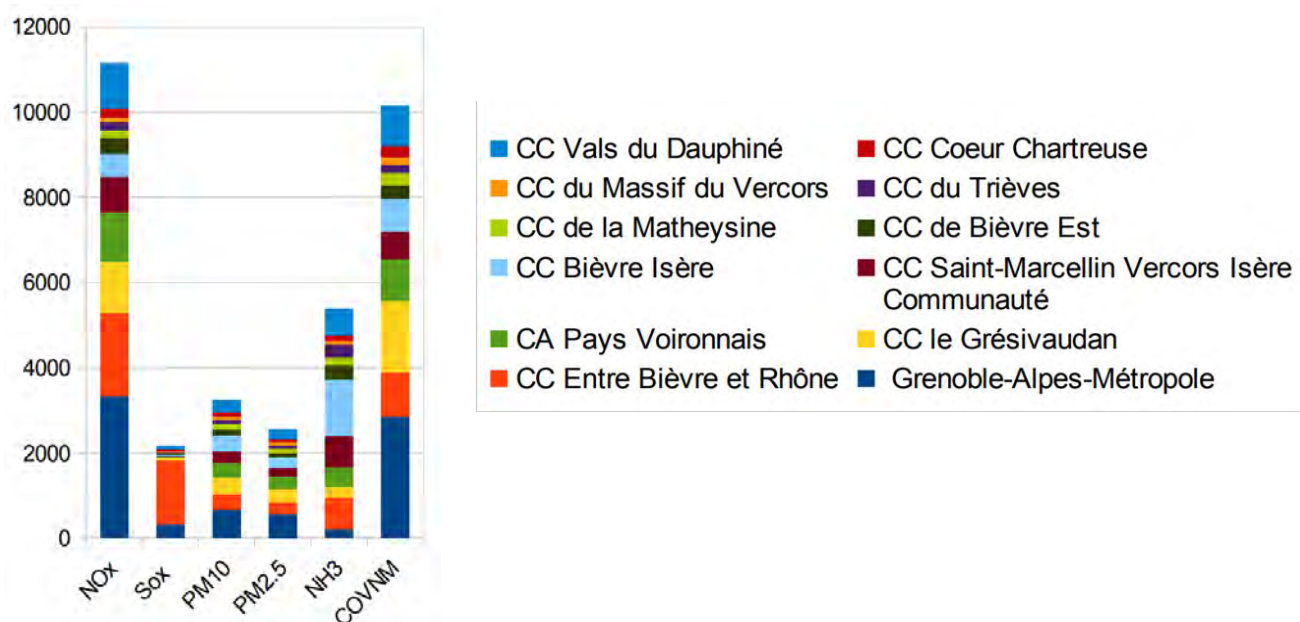 12000
10000
8000
6000
4000
2000
0
NOx
Sox
PM10
PM2.5
NH3
COVNM
CC Vals du Dauphiné
CC Coeur Chartreuse
CC du Massif du Vercors
CC du Trièves
CC de la Matheysine
CC de Bièvre Est
CC Bièvre Isère
CC Saint-Marcellin Vercors Isère
Communauté
CA Pays Voironnais
CC le Grésivaudan
CC Entre Bièvre et Rhône
Grenoble-Alpes-Métropole